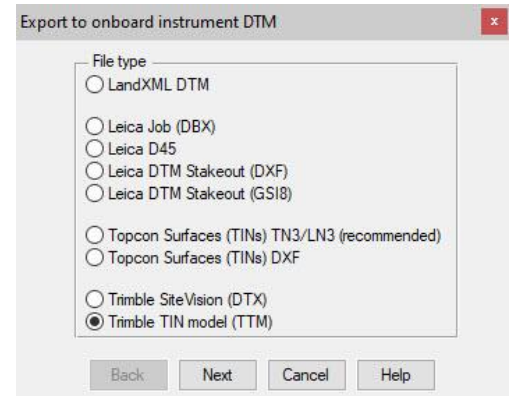 Export to onboard instrument DTM
x
File type
LandXML DTM
Leica Job (DBX)
Leica D45
Leica DTM Stakeout (DXF)
Leica DTM Stakeout (GSI8)
Topcon Surfaces (TINs) TN3/LN3 (recommended)
Topcon Surfaces (TINs) DXF
Trimble SiteVision (DTX)
Trimble TIN model (TTM)
Back Next Cancel Help